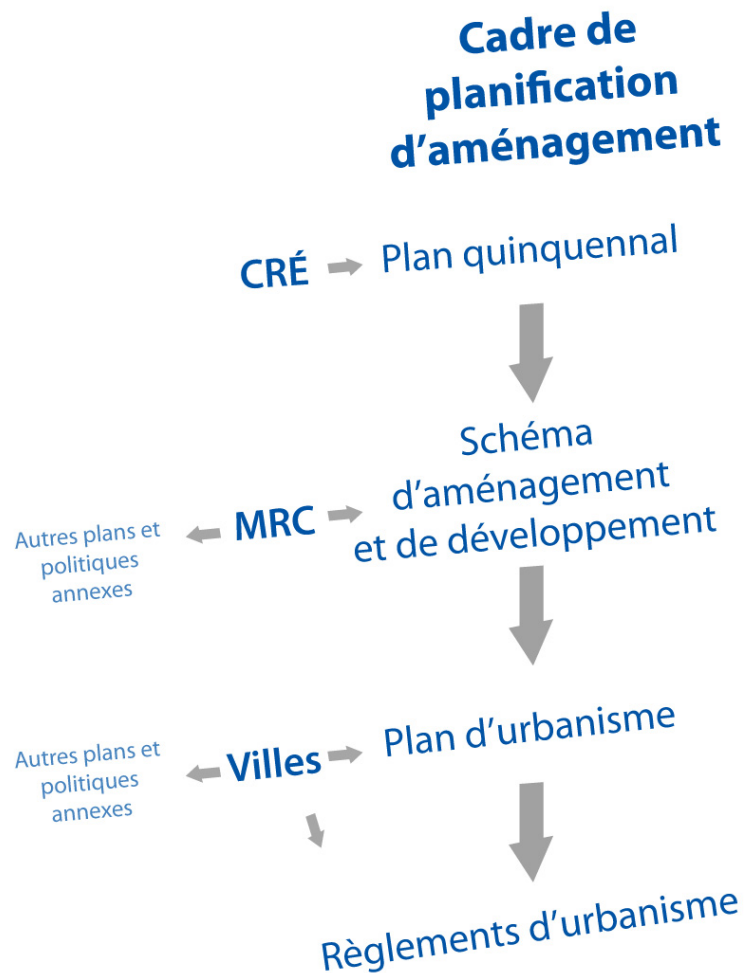 Cadre de
planification
d'aménagement
CRÉ
Plan quinquennal
Schéma
d'aménagement
et de développement
MRC
Autres plans et
politiques
annexes
Plan d'urbanisme
Villes
Autres plans et
politiques
annexes
Règlements d'urbanisme